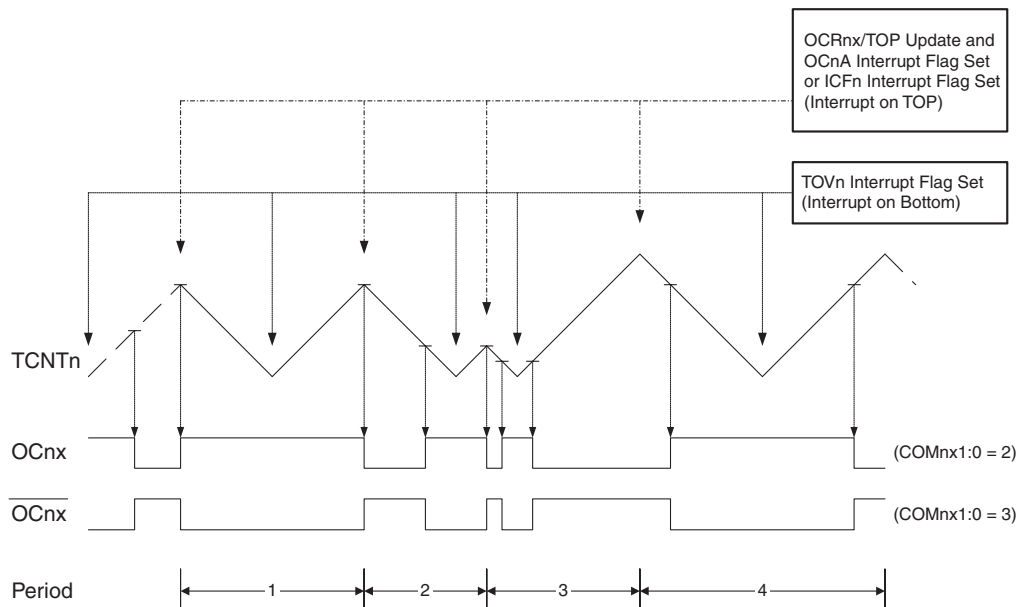 OCRnx/TOP Update and
OCnA Interrupt Flag Set
or ICFn Interrupt Flag Set
(Interrupt on TOP)
TOVn Interrupt Flag Set
(Interrupt on Bottom)
TCNTn
OCnx
(COMnx1:0 = 2)
OCnx
(COMnx1:0 = 3)
Period
1
2
3
4